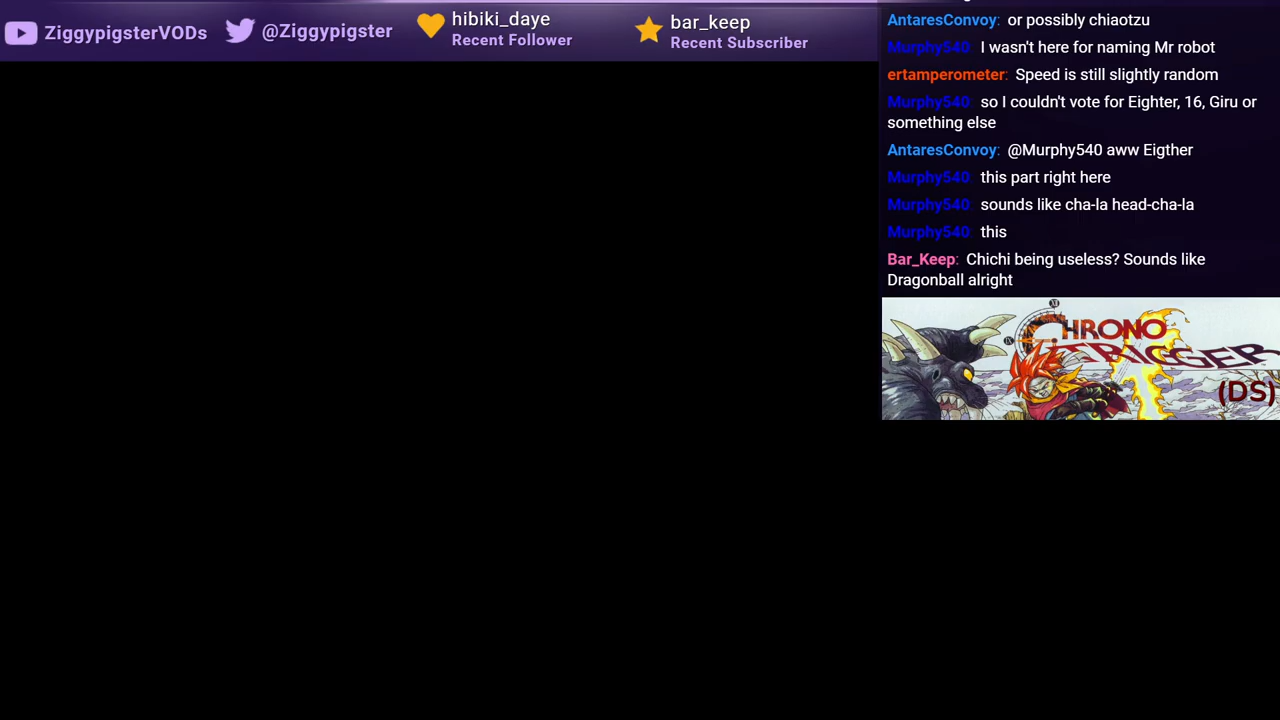 ZiggypigsterVODs
@Ziggypigster
hibiki_daye
Recent Follower
bar_keep
Recent Subscriber
AntaresConvoy: or possibly chiaotzu
Murphy540: I wasn't here for naming Mr robot
ertamperometer: Speed is still slightly random
Murphy540: so I couldn't vote for Eighter, 16, Giru or
something else
AntaresConvoy: @Murphy540 aww Eigther
Murphy540: this part right here
Murphy540: sounds like cha-la head-cha-la
Murphy540: this
Bar_Keep: Chichi being useless? Sounds like
Dragonball alright
CHRONO
TRIGGER
(DS)